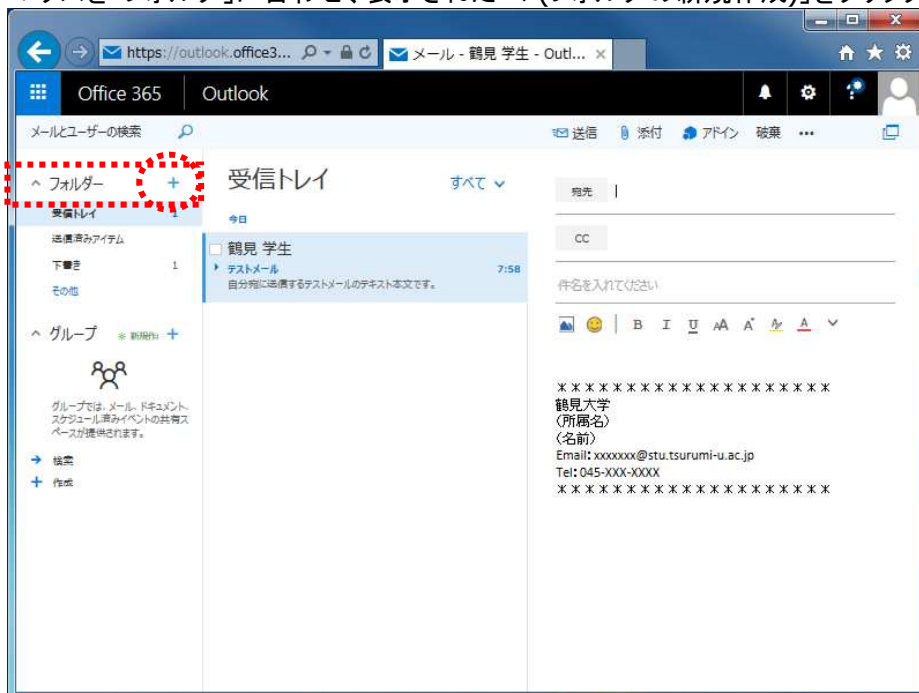 https://outlook.office3...
メール - 鶴見 学生 - Outl...
Office 365
Outlook
メールとユーザーの検索
送信
添付
アドイン
破棄
フォルダー
受信トレイ 1
送信済みアイテム
下書き 1
その他
グループ
新規作
グループでは、メール、ドキュメント、
スケジュール済みイベントの共有ス
ペースが提供されます。
検索
作成
受信トレイ
すべて
今日
鶴見 学生
テストメール 7:58
自分宛に送信するテストメールのテキスト本文です。
宛先
CC
件名を入れてください
B I U AA A A
********************
鶴見大学
(所属名)
(名前)
Email: xxxxxxx@stu.tsurumi-u.ac.jp
Tel: 045-XXX-XXXX
********************